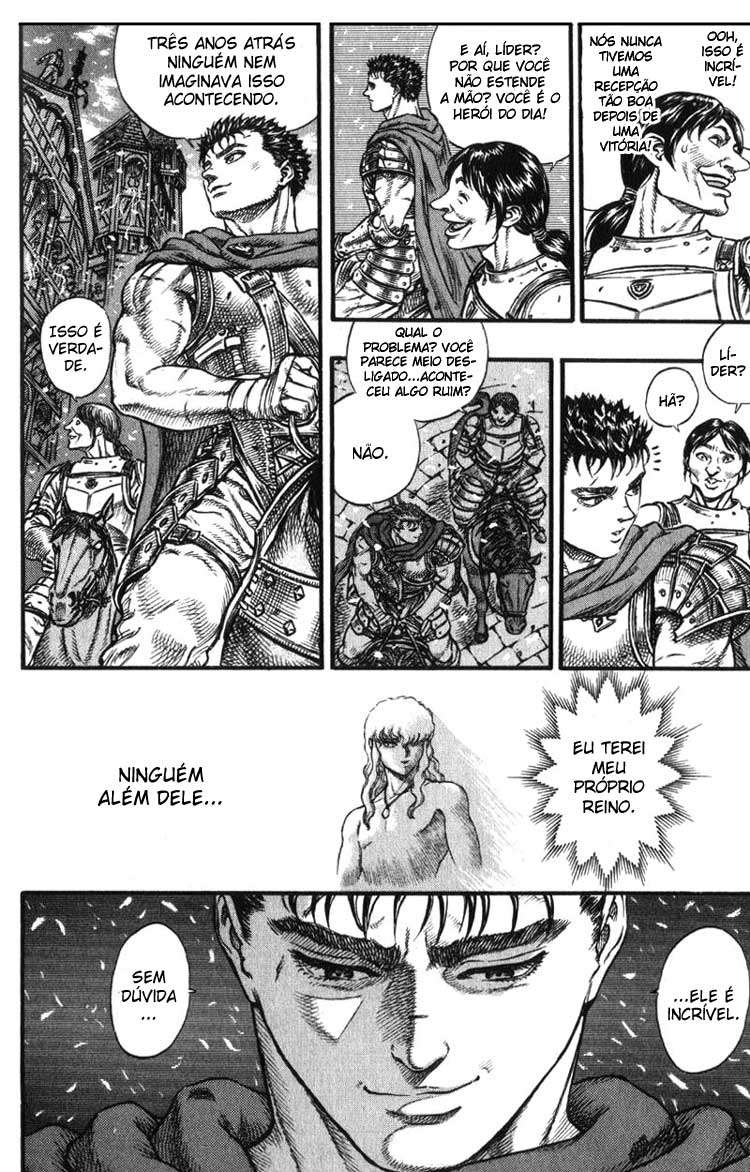 OOH,
ISSO É
INCRÍ-
VEL!
NÓS NUNCA
TIVEMOS
UMA
RECEPÇÃO
TÃO BOA
DEPOIS DE
UMA
VITÓRIA!
E AÍ, LÍDER?
POR QUE VOCÊ
NÃO ESTENDE
A MÃO? VOCÊ É O
HERÓI DO DIA!
LÍ-
DER?
HÃ?
QUAL O
PROBLEMA? VOCÊ
PARECE MEIO DES-
LIGADO...ACONTE-
CEU ALGO RUIM?
NÃO.
TRÊS ANOS ATRÁS
NINGUÉM NEM
IMAGINAVA ISSO
ACONTECENDO.
ISSO É
VERDA-
DE.
EU TEREI
MEU
PRÓPRIO
REINO.
NINGUÉM
ALÉM DELE...
...ELE É
INCRÍVEL.
SEM
DÚVIDA
...